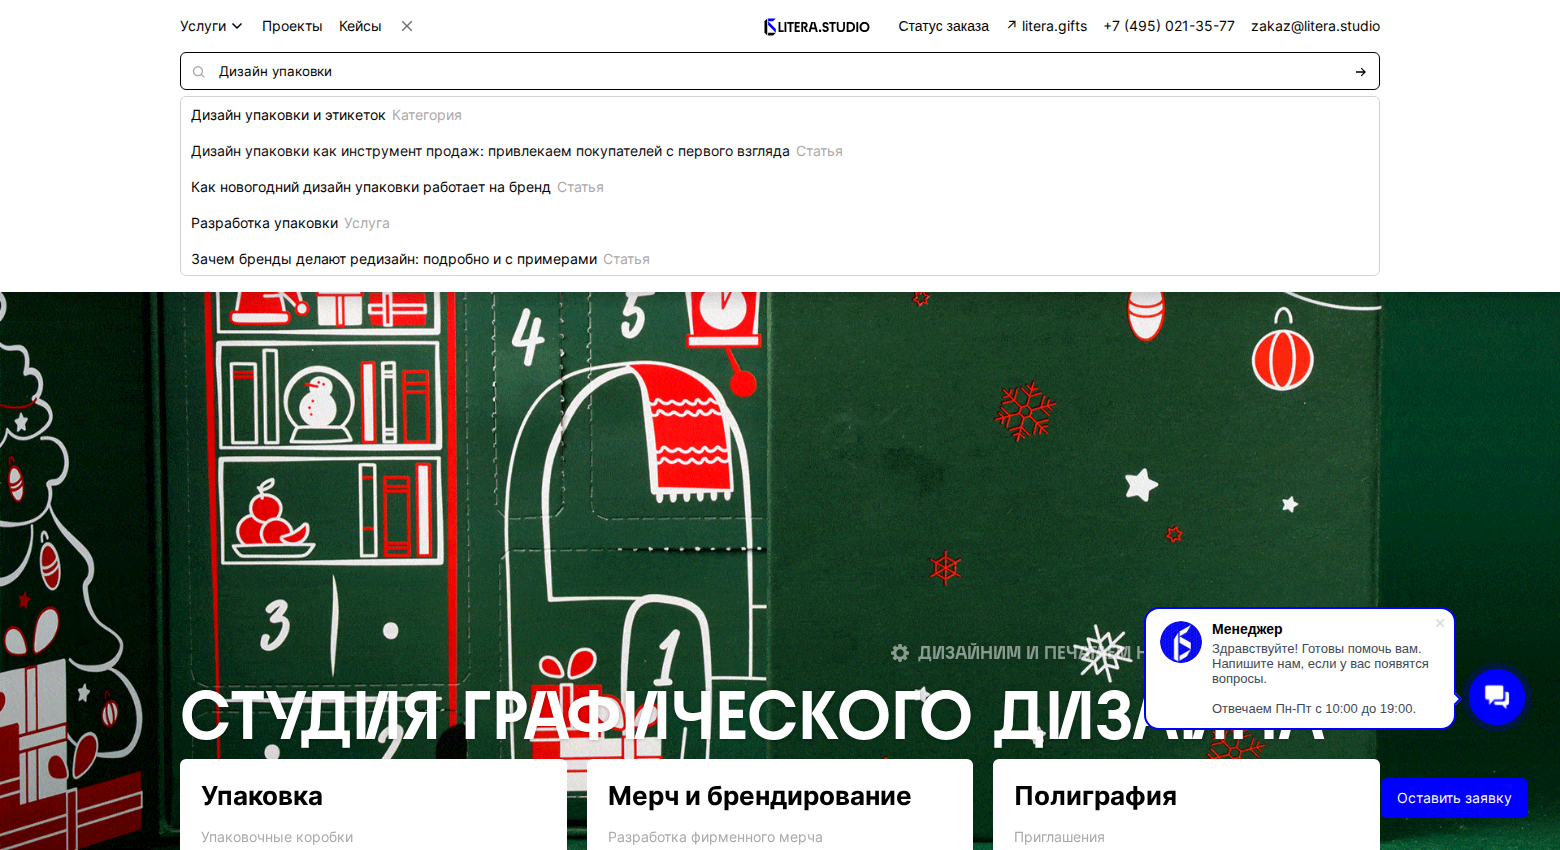 Услуги Проекты Кейсы LITERA.STUDIO Статус заказа litera.gifts +7 (495) 021-35-77 zakaz@litera.studio
Дизайн упаковки
Дизайн упаковки и этикеток Категория
Дизайн упаковки как инструмент продаж: привлекаем покупателей с первого взгляда Статья
Как новогодний дизайн упаковки работает на бренд Статья
Разработка упаковки Услуга
Зачем бренды делают редизайн: подробно и с примерами Статья
4 5
3 1
2
ДИЗАЙНИМ И ПЕЧАТАЕМ
СТУДИЯ ГРАФИЧЕСКОГО ДИЗАЙНА
Менеджер
Здравствуйте! Готовы помочь вам.
Напишите нам, если у вас появятся
вопросы.
Отвечаем Пн-Пт с 10:00 до 19:00.
Оставить заявку
Упаковка Мерч и брендирование Полиграфия
Упаковочные коробки Разработка фирменного мерча Приглашения